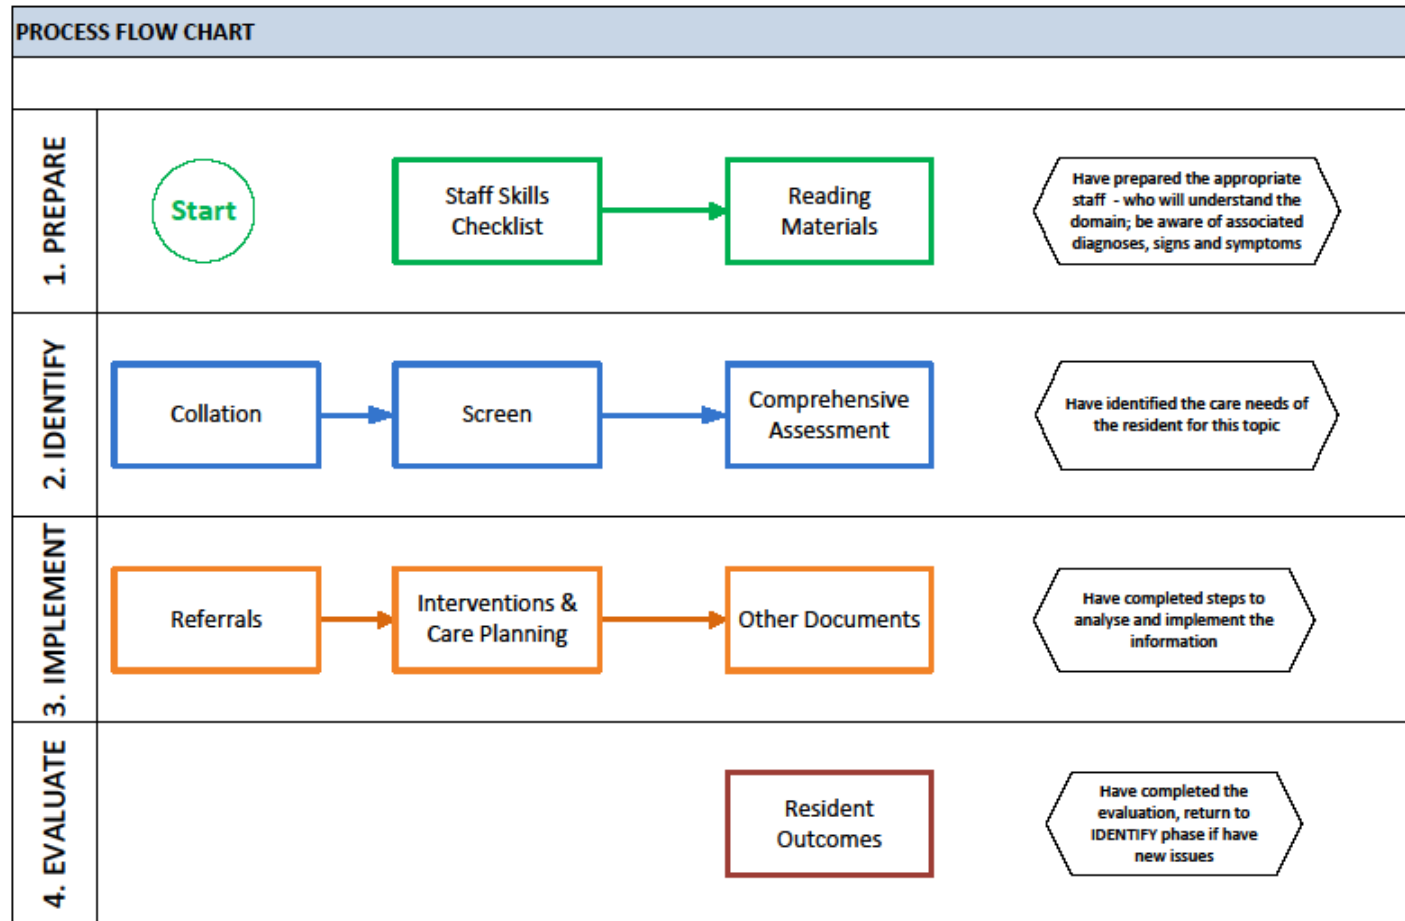 PROCESS FLOW CHART
1. PREPARE
Start
Staff Skills
Checklist
Reading
Materials
Have prepared the appropriate
staff - who will understand the
domain; be aware of associated
diagnoses, signs and symptoms
2. IDENTIFY
Collation
Screen
Comprehensive
Assessment
Have identified the care needs of
the resident for this topic
3. IMPLEMENT
Referrals
Interventions &
Care Planning
Other Documents
Have completed steps to
analyse and implement the
information
4. EVALUATE
Resident
Outcomes
Have completed the
evaluation, return to
IDENTIFY phase if have
new issues